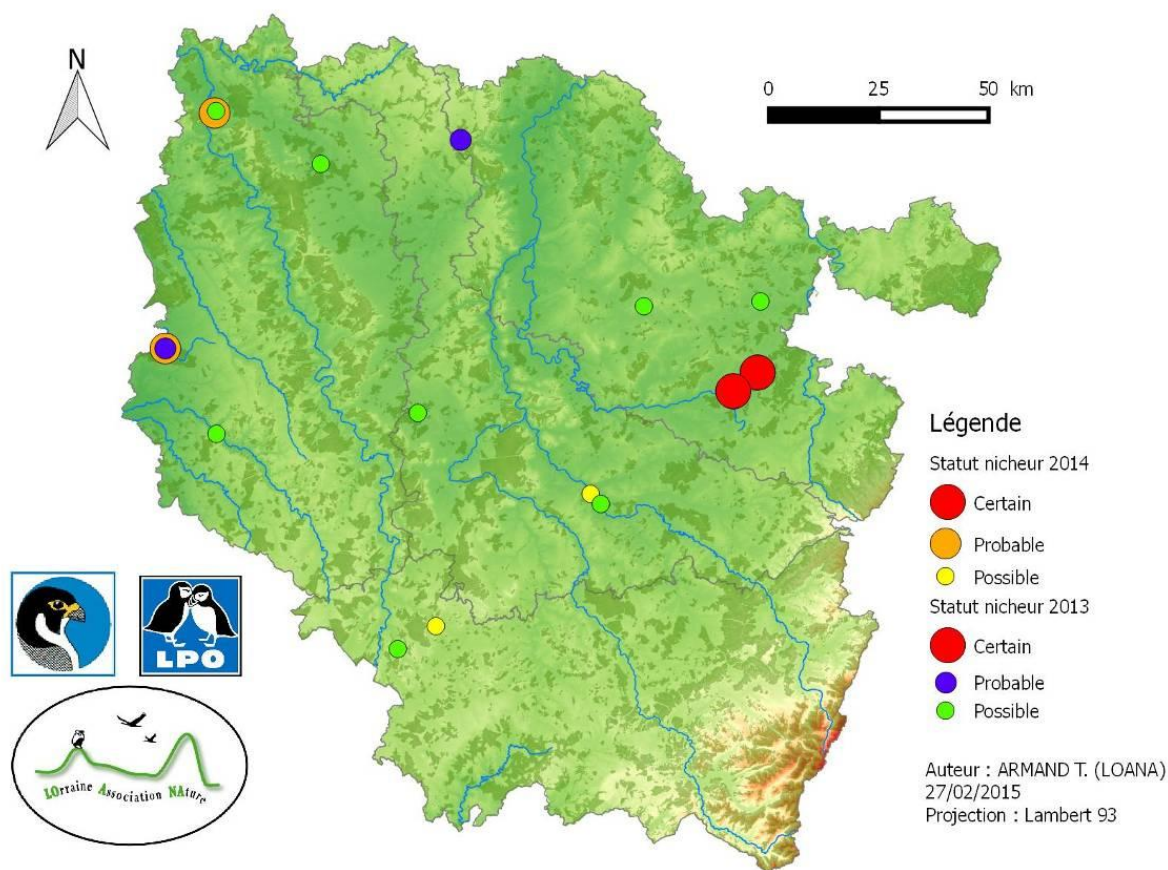 N
0 25 50 km
Légende
Statut nicheur 2014
Certain
Probable
Possible
Statut nicheur 2013
Certain
Probable
Possible
LPO
LOrraine Association NAture
Auteur : ARMAND T. (LOANA)
27/02/2015
Projection : Lambert 93